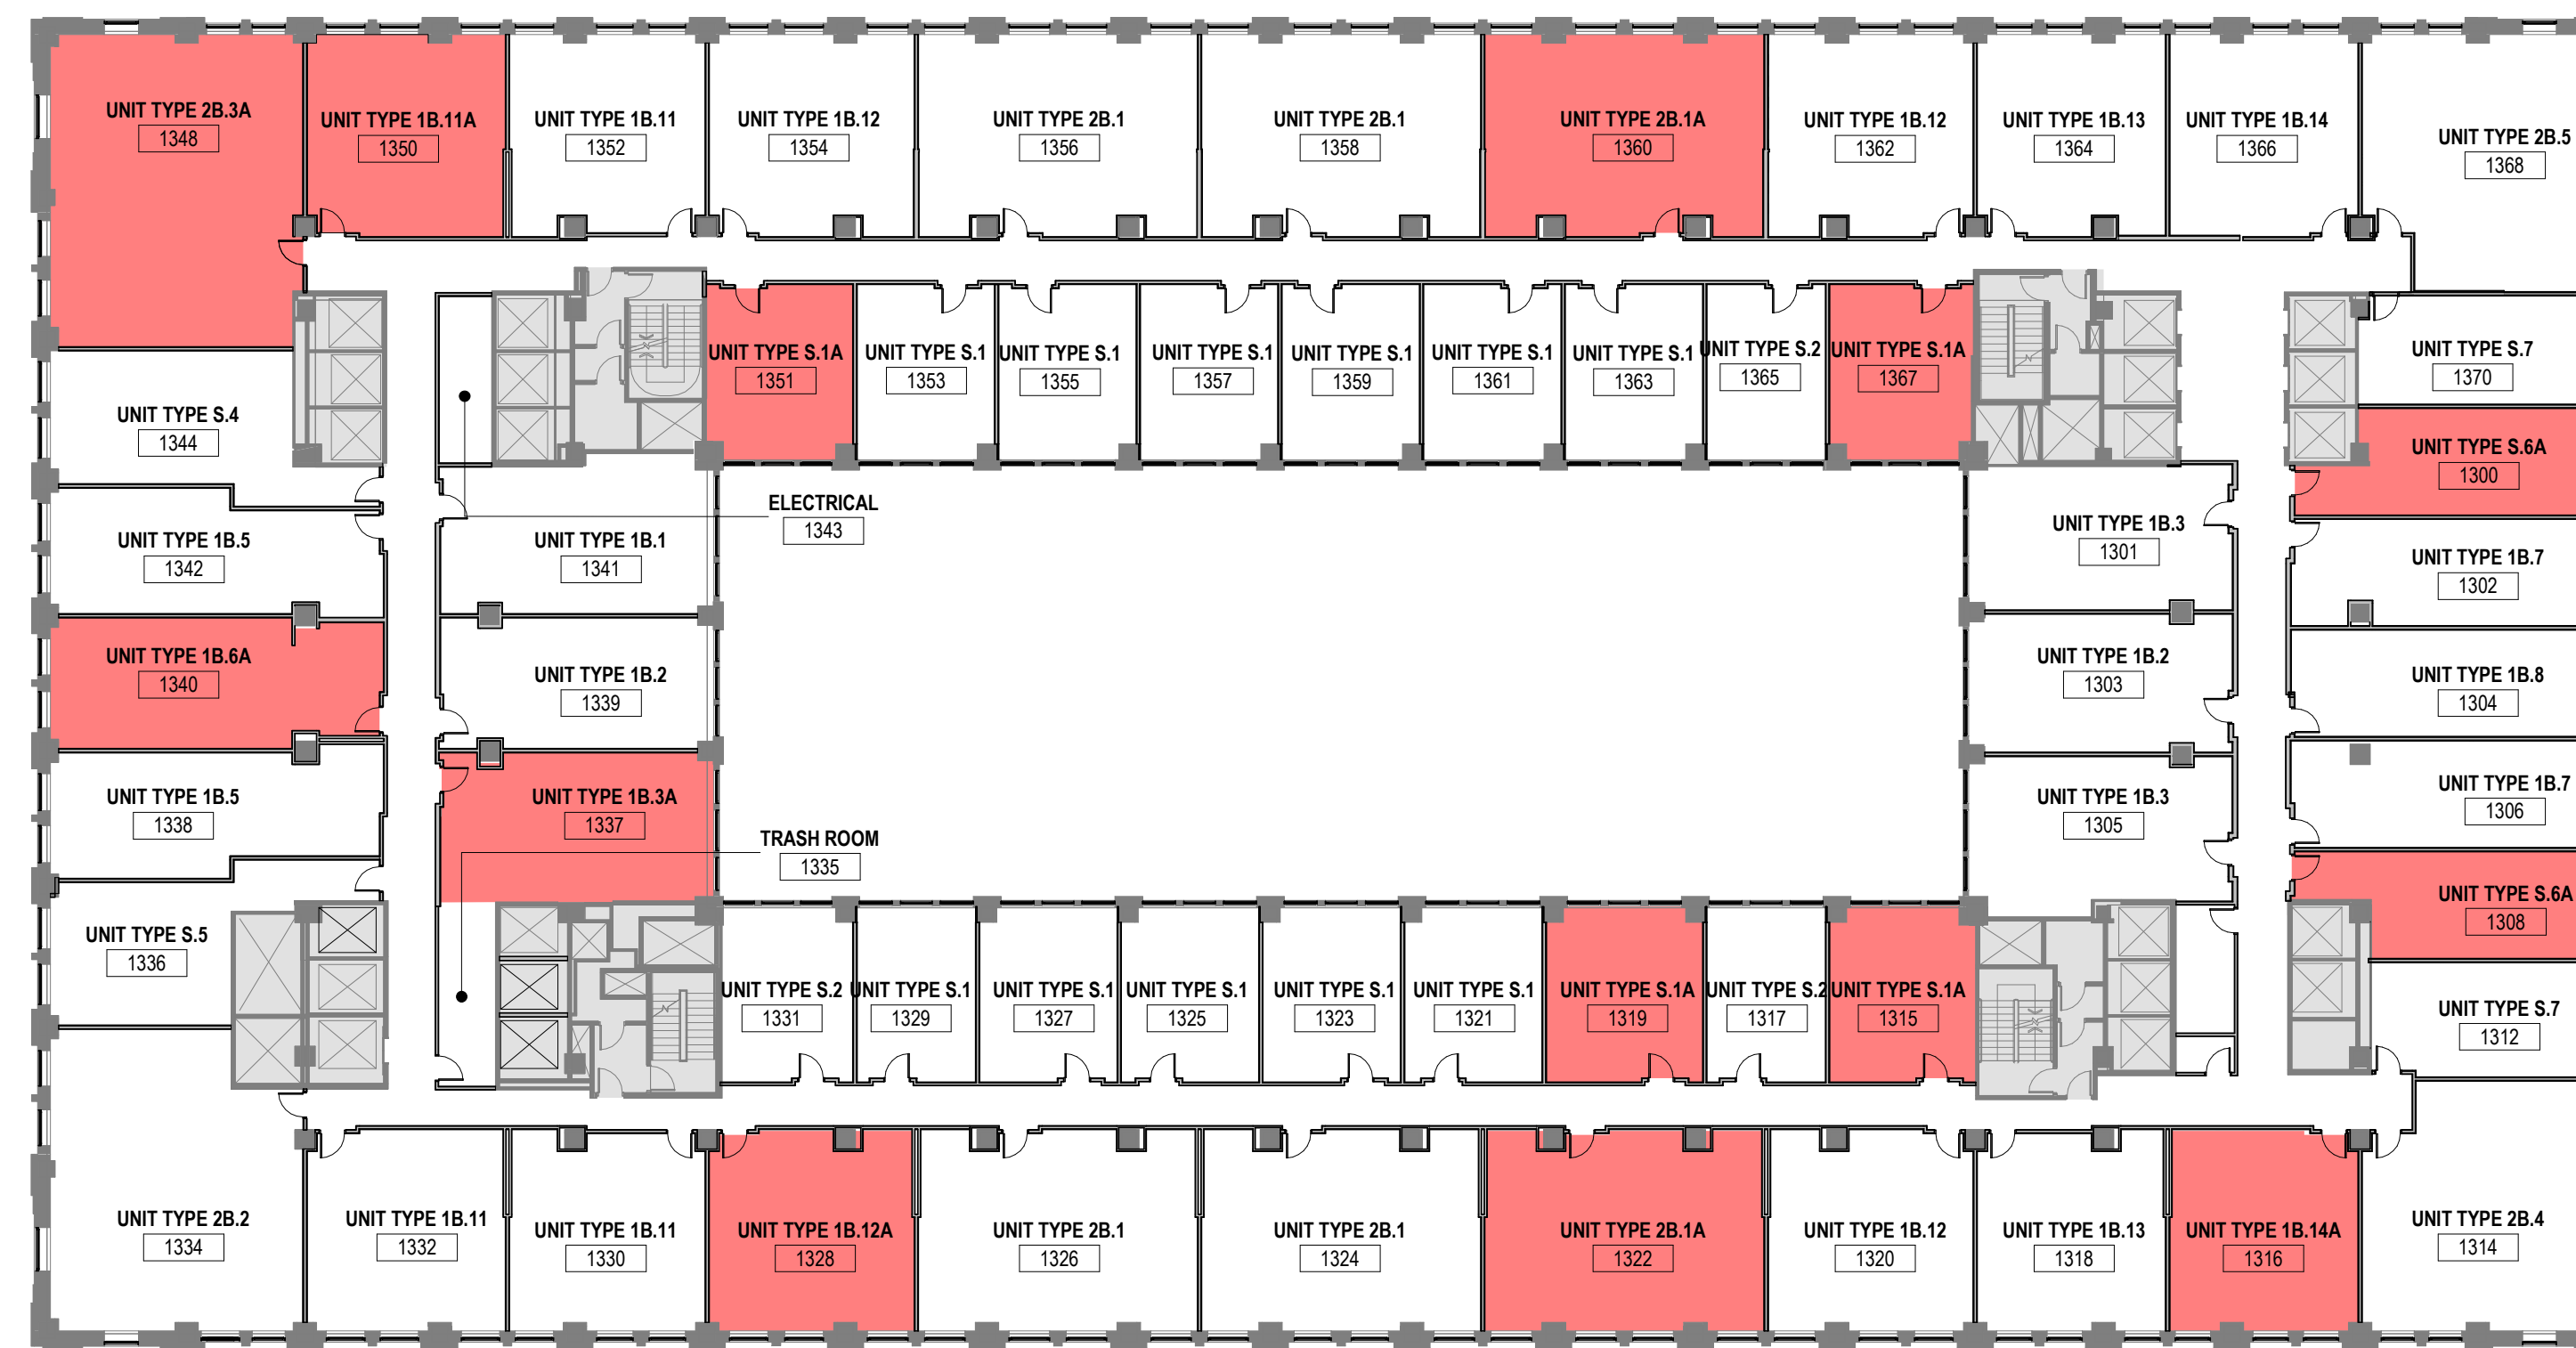 UNIT TYPE 2B.3A
1348
UNIT TYPE 1B.11A
1350
UNIT TYPE 1B.11
1352
UNIT TYPE 1B.12
1354
UNIT TYPE 2B.1
1356
UNIT TYPE 2B.1
1358
UNIT TYPE 2B.1A
1360
UNIT TYPE 1B.12
1362
UNIT TYPE 1B.13
1364
UNIT TYPE 1B.14
1366
UNIT TYPE 2B.5
1368
UNIT TYPE S.1A
1351
UNIT TYPE S.1
1353
UNIT TYPE S.1
1355
UNIT TYPE S.1
1357
UNIT TYPE S.1
1359
UNIT TYPE S.1
1361
UNIT TYPE S.1
1363
UNIT TYPE S.2
1365
UNIT TYPE S.1A
1367
UNIT TYPE S.7
1370
UNIT TYPE S.4
1344
UNIT TYPE S.6A
1300
ELECTRICAL
1343
UNIT TYPE 1B.5
1342
UNIT TYPE 1B.1
1341
UNIT TYPE 1B.3
1301
UNIT TYPE 1B.7
1302
UNIT TYPE 1B.6A
1340
UNIT TYPE 1B.2
1339
UNIT TYPE 1B.2
1303
UNIT TYPE 1B.8
1304
UNIT TYPE 1B.5
1338
UNIT TYPE 1B.3A
1337
TRASH ROOM
1335
UNIT TYPE 1B.3
1305
UNIT TYPE 1B.7
1306
UNIT TYPE S.6A
1308
UNIT TYPE S.5
1336
UNIT TYPE S.2
1331
UNIT TYPE S.1
1329
UNIT TYPE S.1
1327
UNIT TYPE S.1
1325
UNIT TYPE S.1
1323
UNIT TYPE S.1
1321
UNIT TYPE S.1A
1319
UNIT TYPE S.2
1317
UNIT TYPE S.1A
1315
UNIT TYPE S.7
1312
UNIT TYPE 2B.2
1334
UNIT TYPE 1B.11
1332
UNIT TYPE 1B.11
1330
UNIT TYPE 1B.12A
1328
UNIT TYPE 2B.1
1326
UNIT TYPE 2B.1
1324
UNIT TYPE 2B.1A
1322
UNIT TYPE 1B.12
1320
UNIT TYPE 1B.13
1318
UNIT TYPE 1B.14A
1316
UNIT TYPE 2B.4
1314